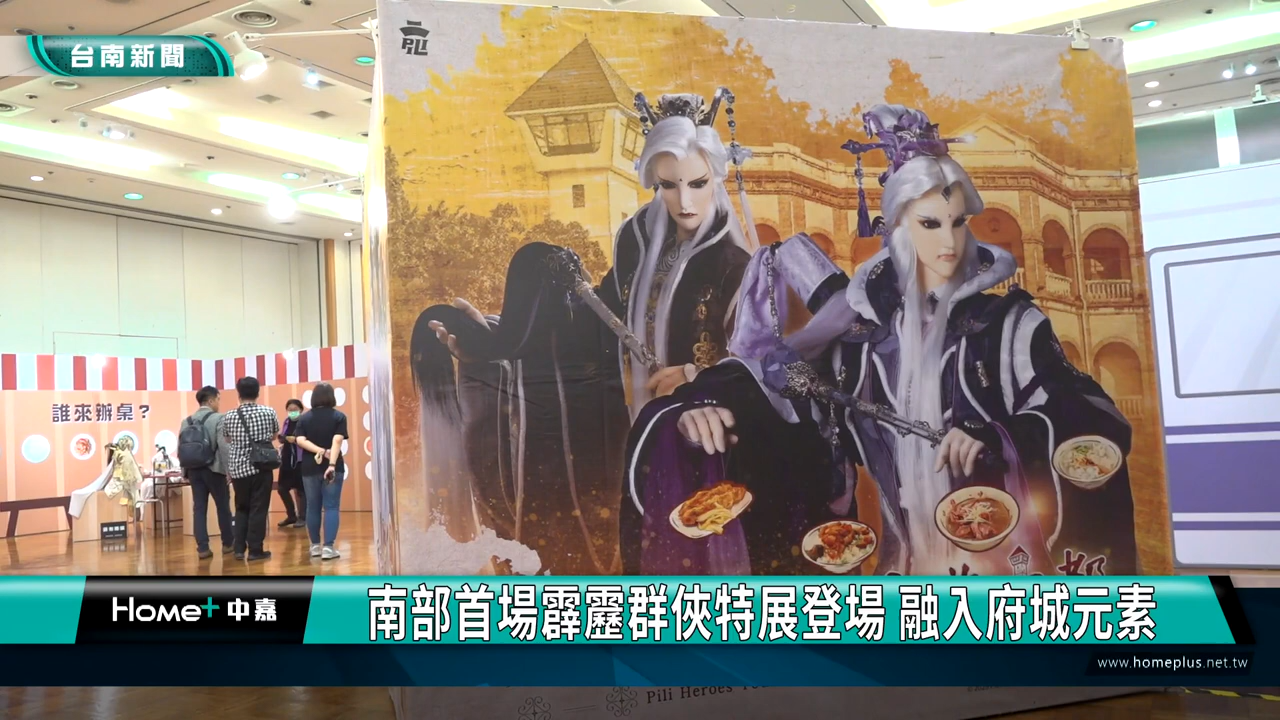 台南新聞
PILI
誰來辦桌？
Home+ 中嘉
南部首場霹靂群俠特展登場 融入府城元素
www.homeplus.net.tw
Pili Heroes